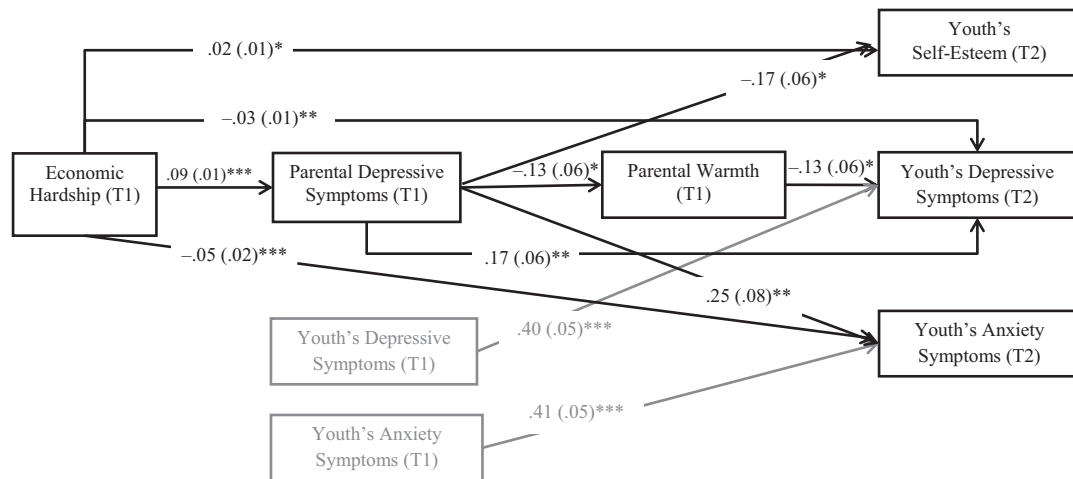 Youth's
Self-Esteem (T2)
.02 (.01)*
–.17 (.06)*
–.03 (.01)**
Economic
Hardship (T1)
.09 (.01)***
Parental Depressive
Symptoms (T1)
–.13 (.06)*
Parental Warmth
(T1)
–.13 (.06)*
Youth's Depressive
Symptoms (T2)
–.05 (.02)***
.17 (.06)**
.25 (.08)**
Youth's Depressive
Symptoms (T1)
.40 (.05)***
Youth's Anxiety
Symptoms (T2)
.41 (.05)***
Youth's Anxiety
Symptoms (T1)